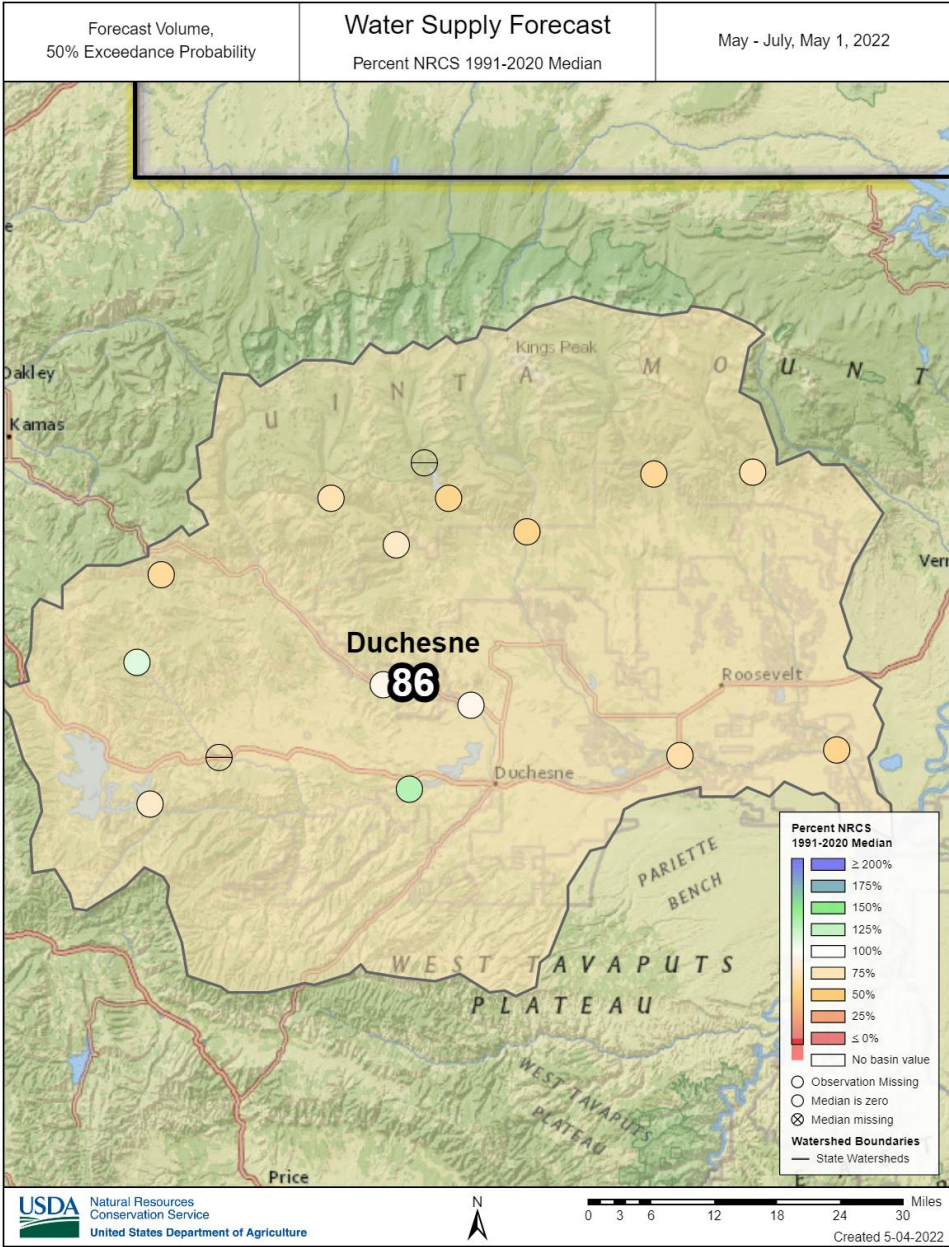 Forecast Volume,
50% Exceedance Probability
Water Supply Forecast
Percent NRCS 1991-2020 Median
May - July, May 1, 2022
Kings Peak
Oakley
U I N T A M O U N T
Kamas
Ver
Duchesne
86
Roosevelt
Duchesne
PARIETTE
BENCH
WEST TAVAPUTS
PLATEAU
WEST TAVAPUTS
PLATEAU
Price
Percent NRCS
1991-2020 Median
≥ 200%
175%
150%
125%
100%
75%
50%
25%
≤ 0%
No basin value
Observation Missing
Median is zero
Median missing
Watershed Boundaries
State Watersheds
USDA
Natural Resources
Conservation Service
United States Department of Agriculture
N
Miles
0 3 6 12 18 24 30
Created 5-04-2022